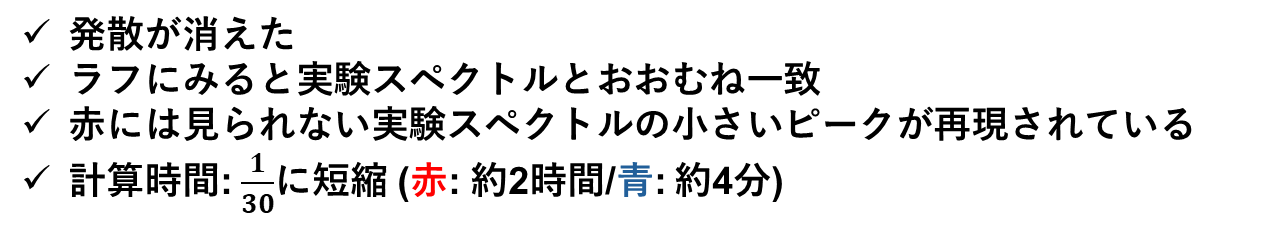 ✓ 発散が消えた
✓ ラフにみると実験スペクトルとおおむね一致
✓ 赤には見られない実験スペクトルの小さいピークが再現されている
✓ 計算時間: 1/30に短縮 (赤: 約2時間/青: 約4分)